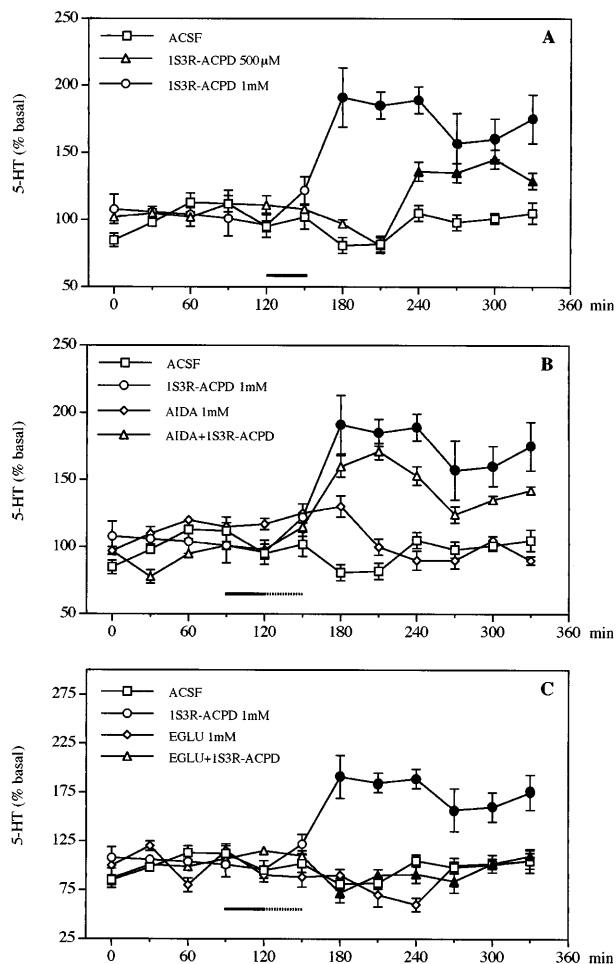 A
ACSF
1S3R-ACPD 500µM
1S3R-ACPD 1mM
5-HT (% basal)
250
200
150
100
50
0 60 120 180 240 300 360 min
B
ACSF
1S3R-ACPD 1mM
AIDA 1mM
AIDA+1S3R-ACPD
5-HT (% basal)
250
200
150
100
50
0 60 120 180 240 300 360 min
C
ACSF
1S3R-ACPD 1mM
EGLU 1mM
EGLU+1S3R-ACPD
5-HT (% basal)
275
225
175
125
75
25
0 60 120 180 240 300 360 min